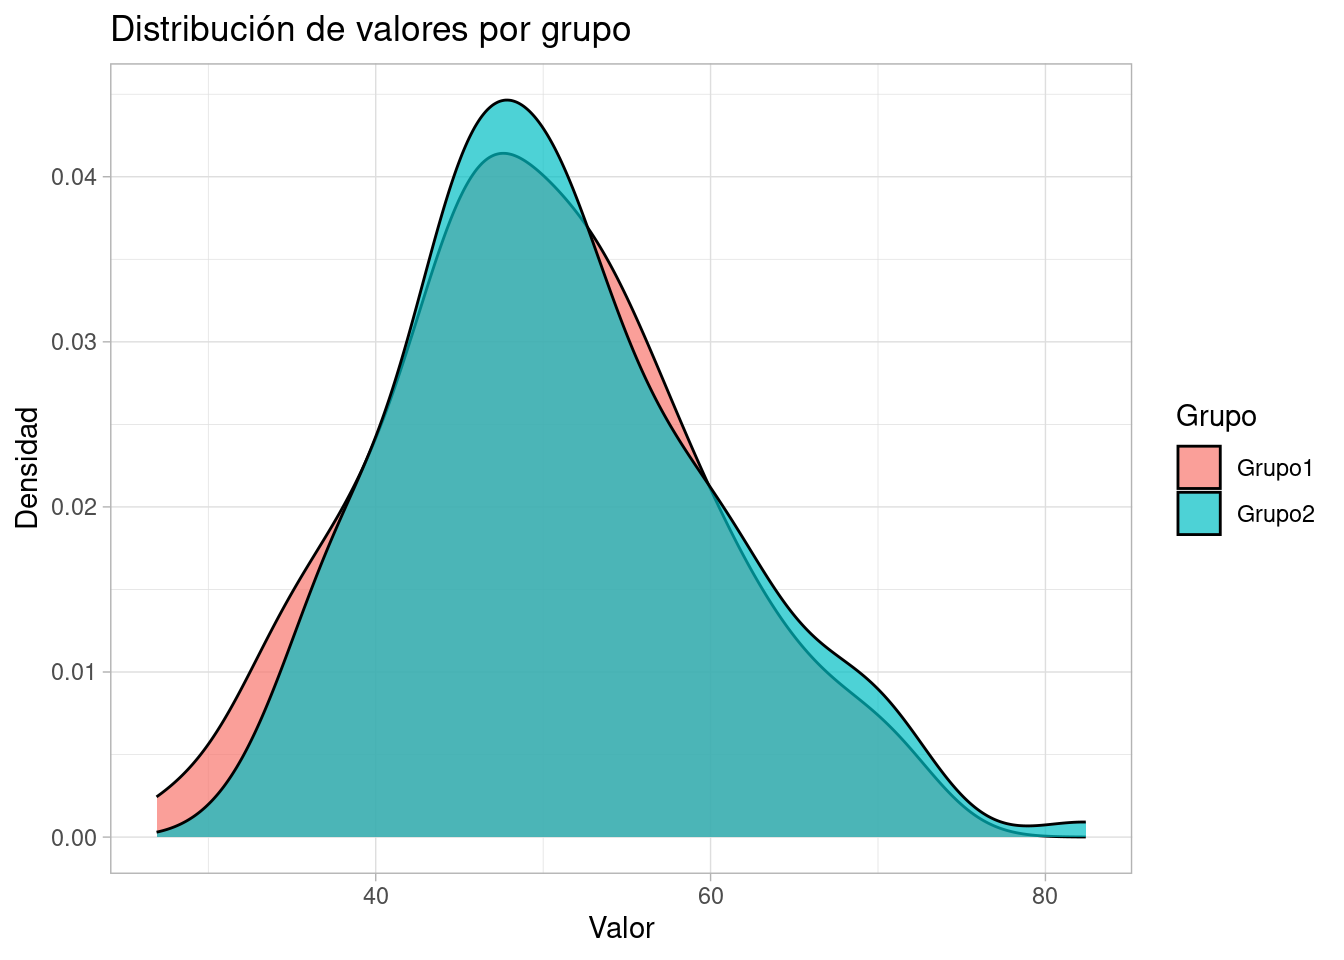 Distribución de valores por grupo
Densidad
0.04
0.03
0.02
0.01
0.00
40 60 80
Valor
Grupo
Grupo1
Grupo2